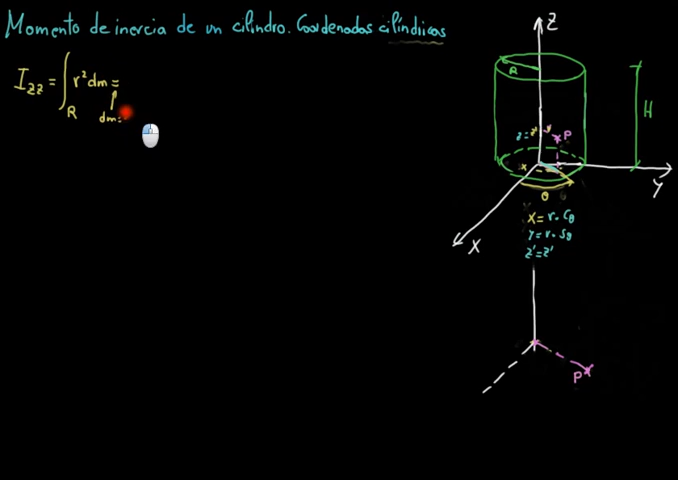 Momento de inercia de un cilindro. Coordenadas cilíndricas
I_ZZ = ∫_R r² dm =
dm=
Z
R
H
z=z'
P
x
Y
θ
X
X = r · Cθ
Y = r · Sθ
Z' = Z'
P